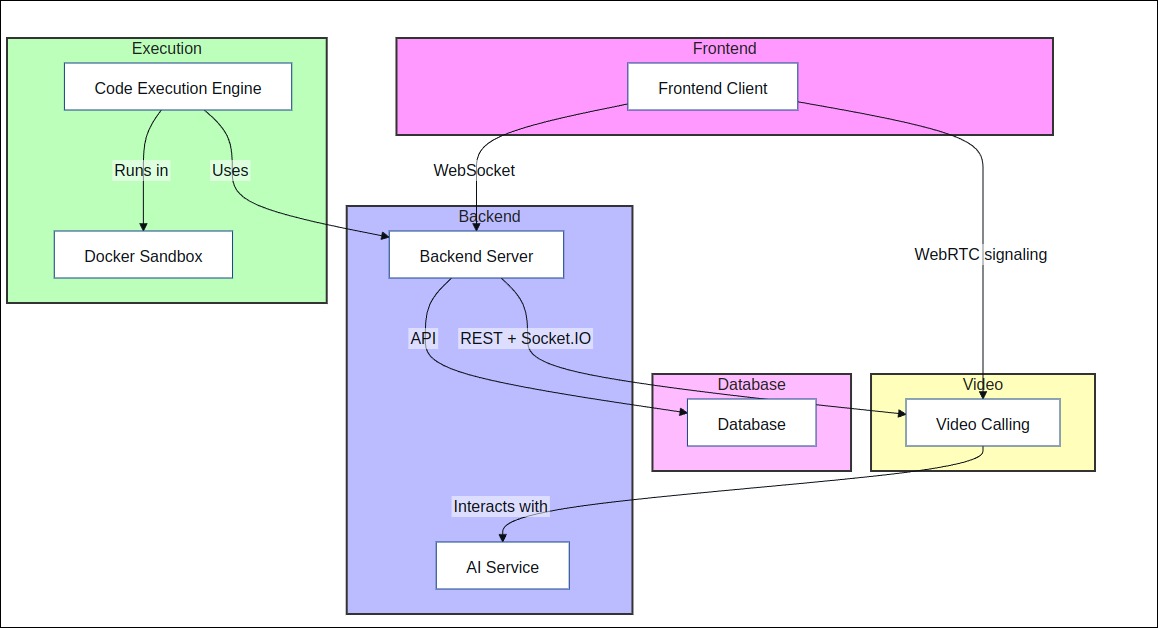 Execution
Code Execution Engine
Runs in
Uses
Docker Sandbox
Frontend
Frontend Client
WebSocket
WebRTC signaling
Backend
Backend Server
API
REST + Socket.IO
Database
Database
Video
Video Calling
Interacts with
AI Service